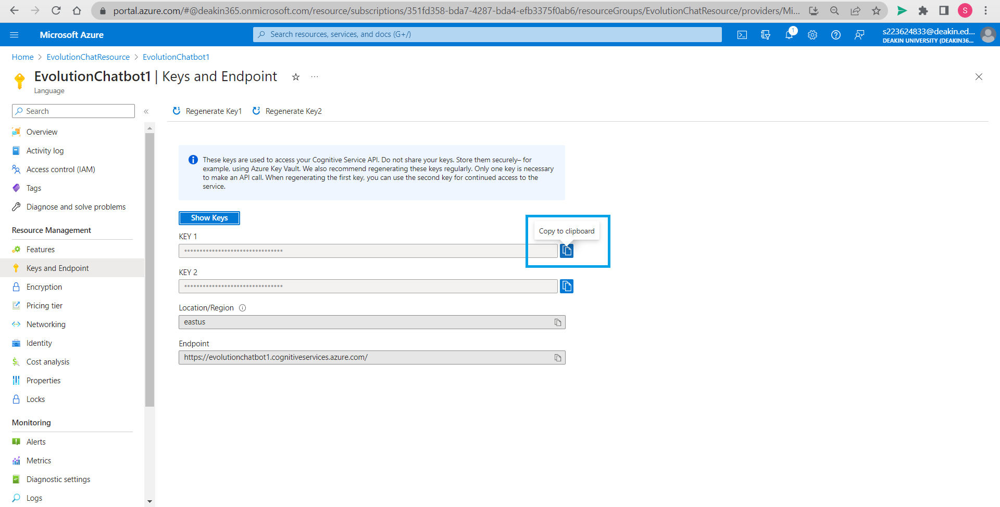 portal.azure.com/#@deakin365.onmicrosoft.com/resource/subscriptions/351fd358-bda7-4287-bda4-efb3375f0ab6/resourceGroups/EvolutionChatResource/providers/Mi...
S
Microsoft Azure
Search resources, services, and docs (G+/)
1
s223624833@deakin.ed...
DEAKIN UNIVERSITY (DEAKIN36...
Home > EvolutionChatResource > EvolutionChatbot1
EvolutionChatbot1 | Keys and Endpoint
Language
Search
Overview
Activity log
Access control (IAM)
Tags
Diagnose and solve problems
Resource Management
Features
Keys and Endpoint
Encryption
Pricing tier
Networking
Identity
Cost analysis
Properties
Locks
Monitoring
Alerts
Metrics
Diagnostic settings
Logs
Regenerate Key1
Regenerate Key2
These keys are used to access your Cognitive Service API. Do not share your keys. Store them securely– for
example, using Azure Key Vault. We also recommend regenerating these keys regularly. Only one key is necessary
to make an API call. When regenerating the first key, you can use the second key for continued access to the
service.
Show Keys
Copy to clipboard
KEY 1
KEY 2
Location/Region
eastus
Endpoint
https://evolutionchatbot1.cognitiveservices.azure.com/